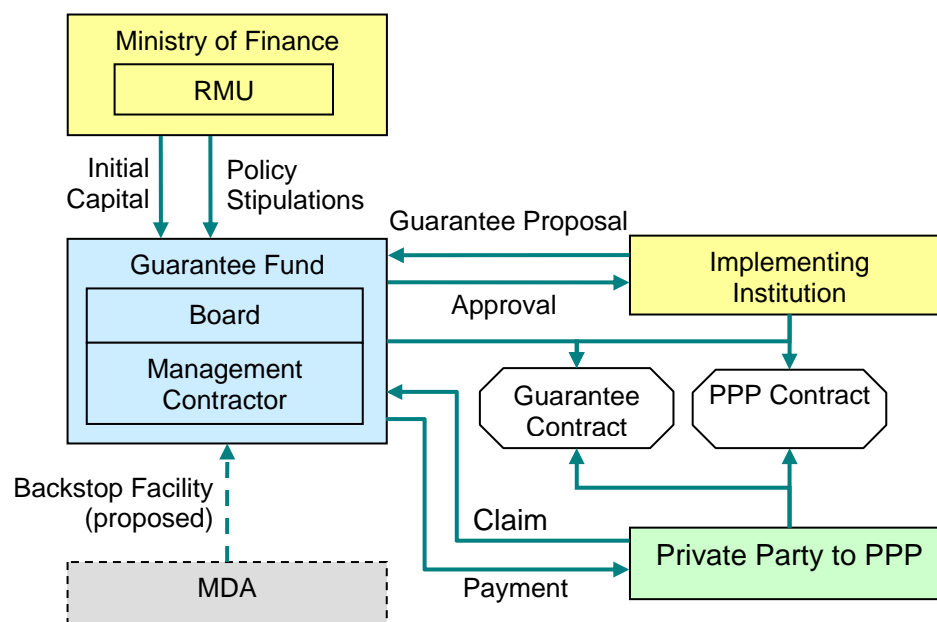 Ministry of Finance
RMU
Initial
Capital
Policy
Stipulations
Guarantee Proposal
Guarantee Fund
Board
Management
Contractor
Approval
Implementing
Institution
Guarantee
Contract
PPP Contract
Backstop Facility
(proposed)
Claim
Payment
Private Party to PPP
MDA